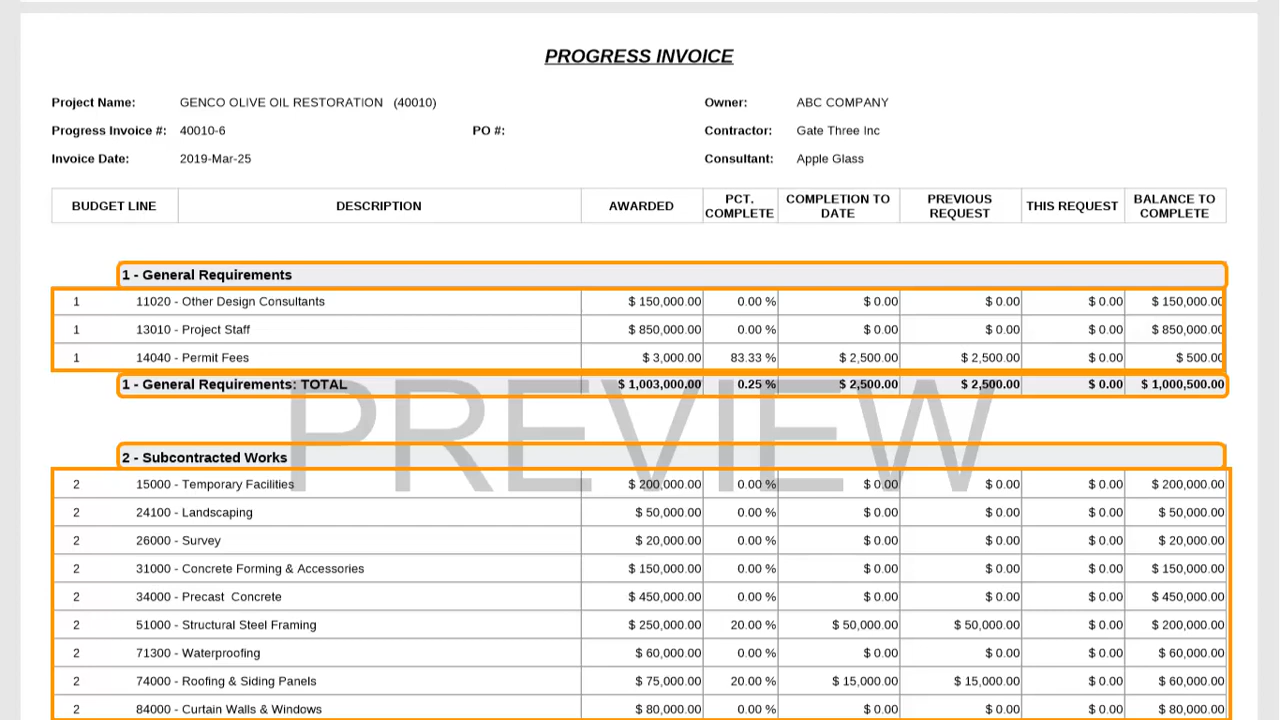 PROGRESS INVOICE
Project Name: GENCO OLIVE OIL RESTORATION (40010) Owner: ABC COMPANY
Progress Invoice #: 40010-6 PO #: Contractor: Gate Three Inc
Invoice Date: 2019-Mar-25 Consultant: Apple Glass
BUDGET LINE DESCRIPTION AWARDED PCT. COMPLETE COMPLETION TO DATE PREVIOUS REQUEST THIS REQUEST BALANCE TO COMPLETE
1 - General Requirements
1 11020 - Other Design Consultants $ 150,000.00 0.00 % $ 0.00 $ 0.00 $ 0.00 $ 150,000.00
1 13010 - Project Staff $ 850,000.00 0.00 % $ 0.00 $ 0.00 $ 0.00 $ 850,000.00
1 14040 - Permit Fees $ 3,000.00 83.33 % $ 2,500.00 $ 2,500.00 $ 0.00 $ 500.00
1 - General Requirements: TOTAL $ 1,003,000.00 0.25 % $ 2,500.00 $ 2,500.00 $ 0.00 $ 1,000,500.00
PREVIEW
2 - Subcontracted Works
2 15000 - Temporary Facilities $ 200,000.00 0.00 % $ 0.00 $ 0.00 $ 0.00 $ 200,000.00
2 24100 - Landscaping $ 50,000.00 0.00 % $ 0.00 $ 0.00 $ 0.00 $ 50,000.00
2 26000 - Survey $ 20,000.00 0.00 % $ 0.00 $ 0.00 $ 0.00 $ 20,000.00
2 31000 - Concrete Forming & Accessories $ 150,000.00 0.00 % $ 0.00 $ 0.00 $ 0.00 $ 150,000.00
2 34000 - Precast Concrete $ 450,000.00 0.00 % $ 0.00 $ 0.00 $ 0.00 $ 450,000.00
2 51000 - Structural Steel Framing $ 250,000.00 20.00 % $ 50,000.00 $ 50,000.00 $ 0.00 $ 200,000.00
2 71300 - Waterproofing $ 60,000.00 0.00 % $ 0.00 $ 0.00 $ 0.00 $ 60,000.00
2 74000 - Roofing & Siding Panels $ 75,000.00 20.00 % $ 15,000.00 $ 15,000.00 $ 0.00 $ 60,000.00
2 84000 - Curtain Walls & Windows $ 80,000.00 0.00 % $ 0.00 $ 0.00 $ 0.00 $ 80,000.00